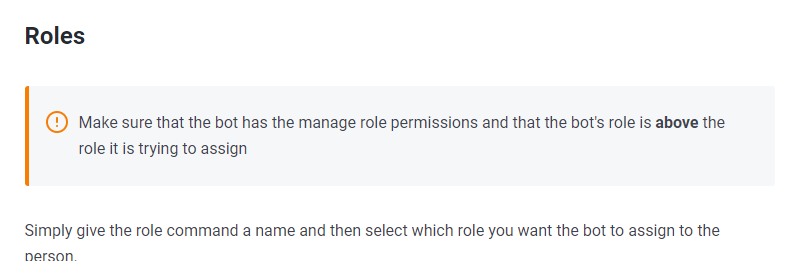 Roles
Make sure that the bot has the manage role permissions and that the bot's role is above the
role it is trying to assign
Simply give the role command a name and then select which role you want the bot to assign to the
person.